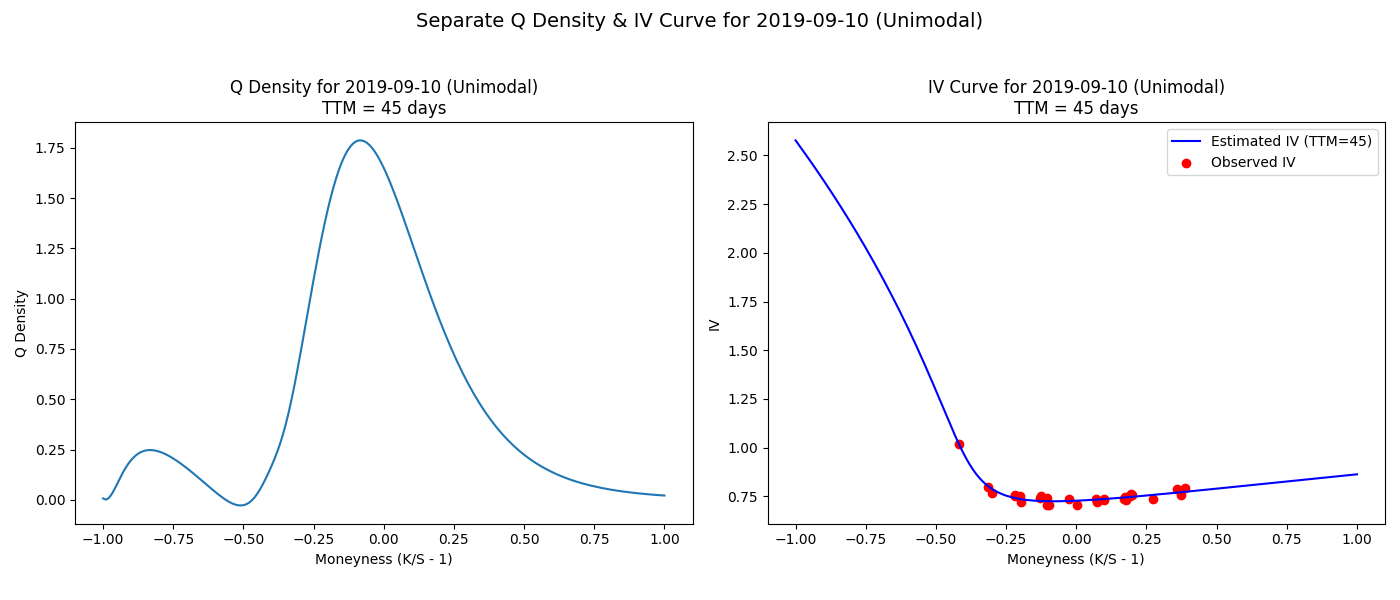 Separate Q Density & IV Curve for 2019-09-10 (Unimodal)
Q Density for 2019-09-10 (Unimodal)
TTM = 45 days
Q Density
1.75
1.50
1.25
1.00
0.75
0.50
0.25
0.00
−1.00 −0.75 −0.50 −0.25 0.00 0.25 0.50 0.75 1.00
Moneyness (K/S - 1)
IV Curve for 2019-09-10 (Unimodal)
TTM = 45 days
Estimated IV (TTM=45)
Observed IV
IV
2.50
2.25
2.00
1.75
1.50
1.25
1.00
0.75
−1.00 −0.75 −0.50 −0.25 0.00 0.25 0.50 0.75 1.00
Moneyness (K/S - 1)